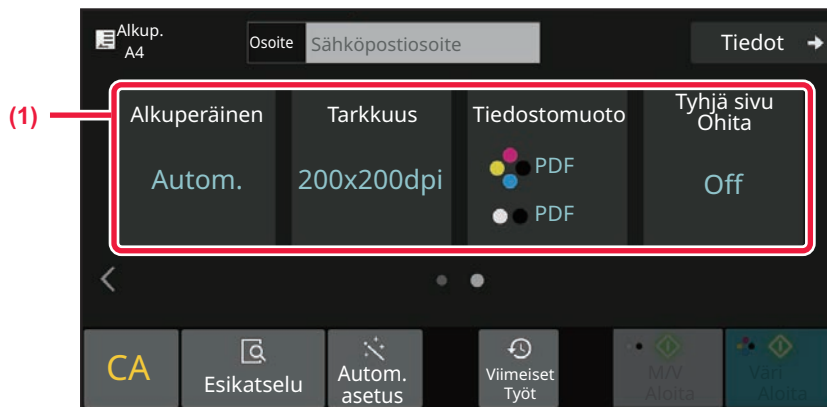 Alkup.
A4
Osoite
Sähköpostiosoite
Tiedot
(1)
Alkuperäinen
Autom.
Tarkkuus
200x200dpi
Tiedostomuoto
PDF
PDF
Tyhjä sivu
Ohita
Off
CA
Esikatselu
Autom.
asetus
Viimeiset
Työt
M/V
Aloita
Väri
Aloita